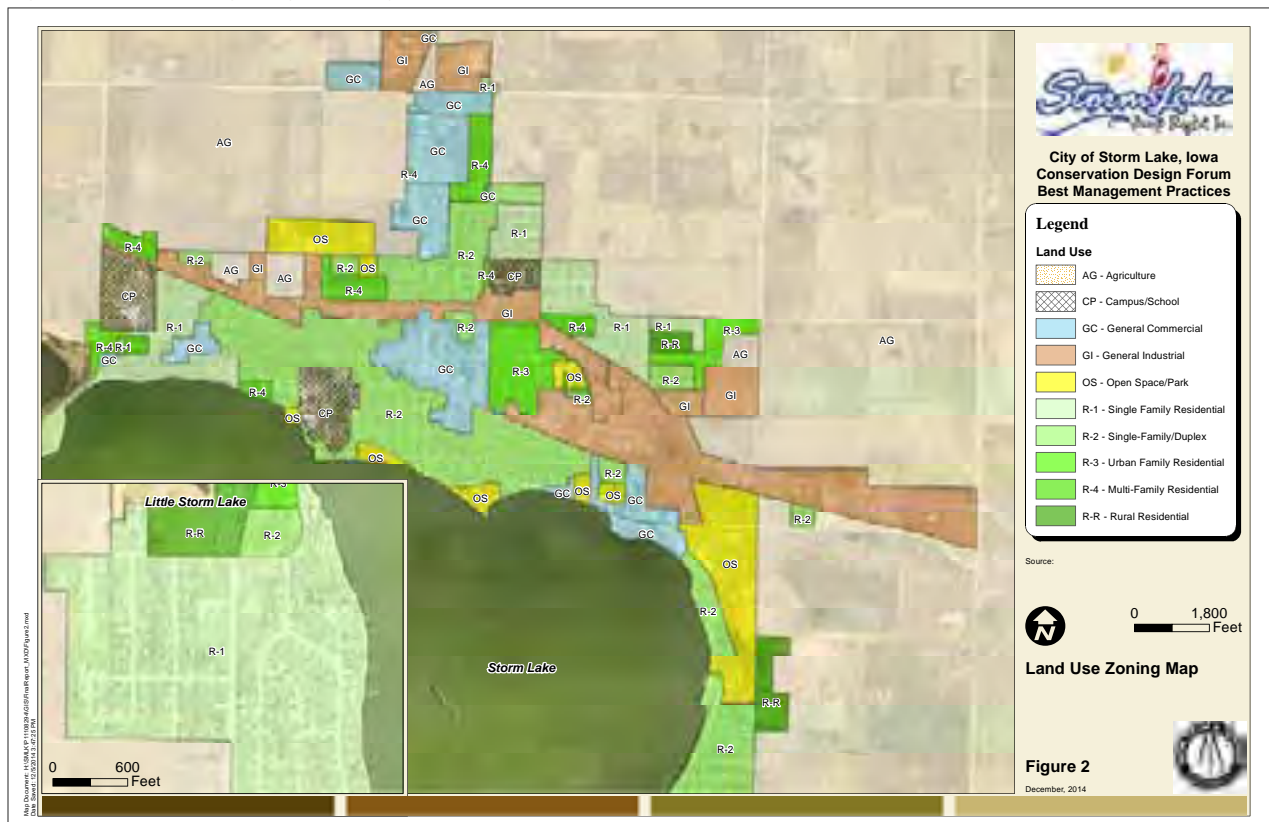 GC
GI
GI
GC
AG
R-1
GC
AG
GC
R-4
R-4
GC
GC
R-1
OS
R-4
R-2
R-2
AG
GI
AG
R-2
OS
R-4
CP
R-4
CP
GI
R-1
R-2
R-4
R-1
R-1
R-3
R-R
AG
AG
R-4 R-1
GC
GC
GC
R-3
OS
R-2
R-2
GI
GI
R-4
OS
CP
R-2
OS
OS
GC
OS
R-2
OS
GC
GC
R-2
OS
R-2
R-R
R-2
Storm Lake
Little Storm Lake
R-3
R-R
R-2
R-1
0 600
Feet
Storm Lake
City of Storm Lake, Iowa
Conservation Design Forum
Best Management Practices
Legend
Land Use
AG - Agriculture
CP - Campus/School
GC - General Commercial
GI - General Industrial
OS - Open Space/Park
R-1 - Single Family Residential
R-2 - Single-Family/Duplex
R-3 - Urban Family Residential
R-4 - Multi-Family Residential
R-R - Rural Residential
Source:
0 1,800
Feet
N
Land Use Zoning Map
Figure 2
December, 2014